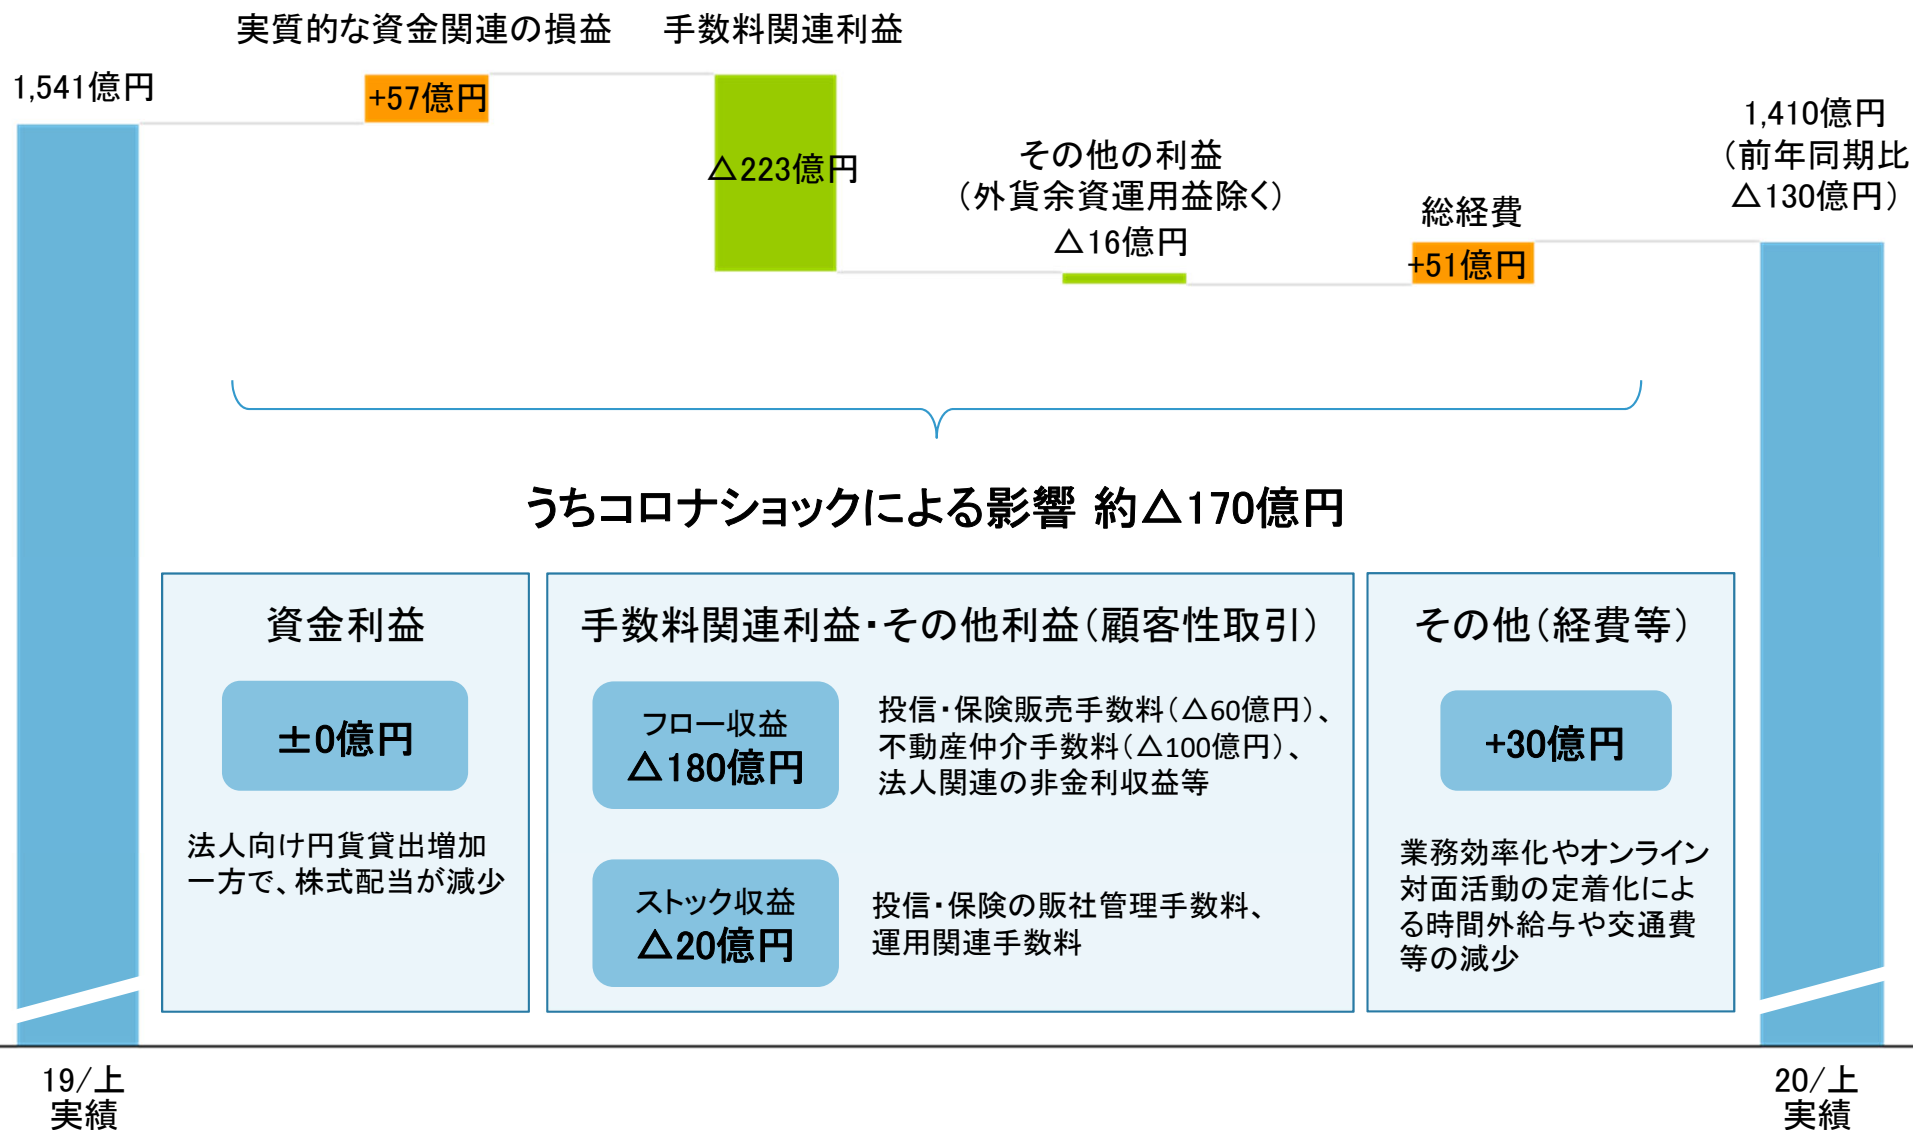 実質的な資金関連の損益
手数料関連利益
1,541億円
+57億円
△223億円
その他の利益
（外貨余資運用益除く）
△16億円
総経費
+51億円
1,410億円
（前年同期比
△130億円）
うちコロナショックによる影響 約△170億円
資金利益
±0億円
法人向け円貨貸出増加
一方で、株式配当が減少
手数料関連利益・その他利益（顧客性取引）
フロー収益
△180億円
投信・保険販売手数料（△60億円）、
不動産仲介手数料（△100億円）、
法人関連の非金利収益等
ストック収益
△20億円
投信・保険の販社管理手数料、
運用関連手数料
その他（経費等）
+30億円
業務効率化やオンライン
対面活動の定着化によ
る時間外給与や交通費
等の減少
19/上
実績
20/上
実績